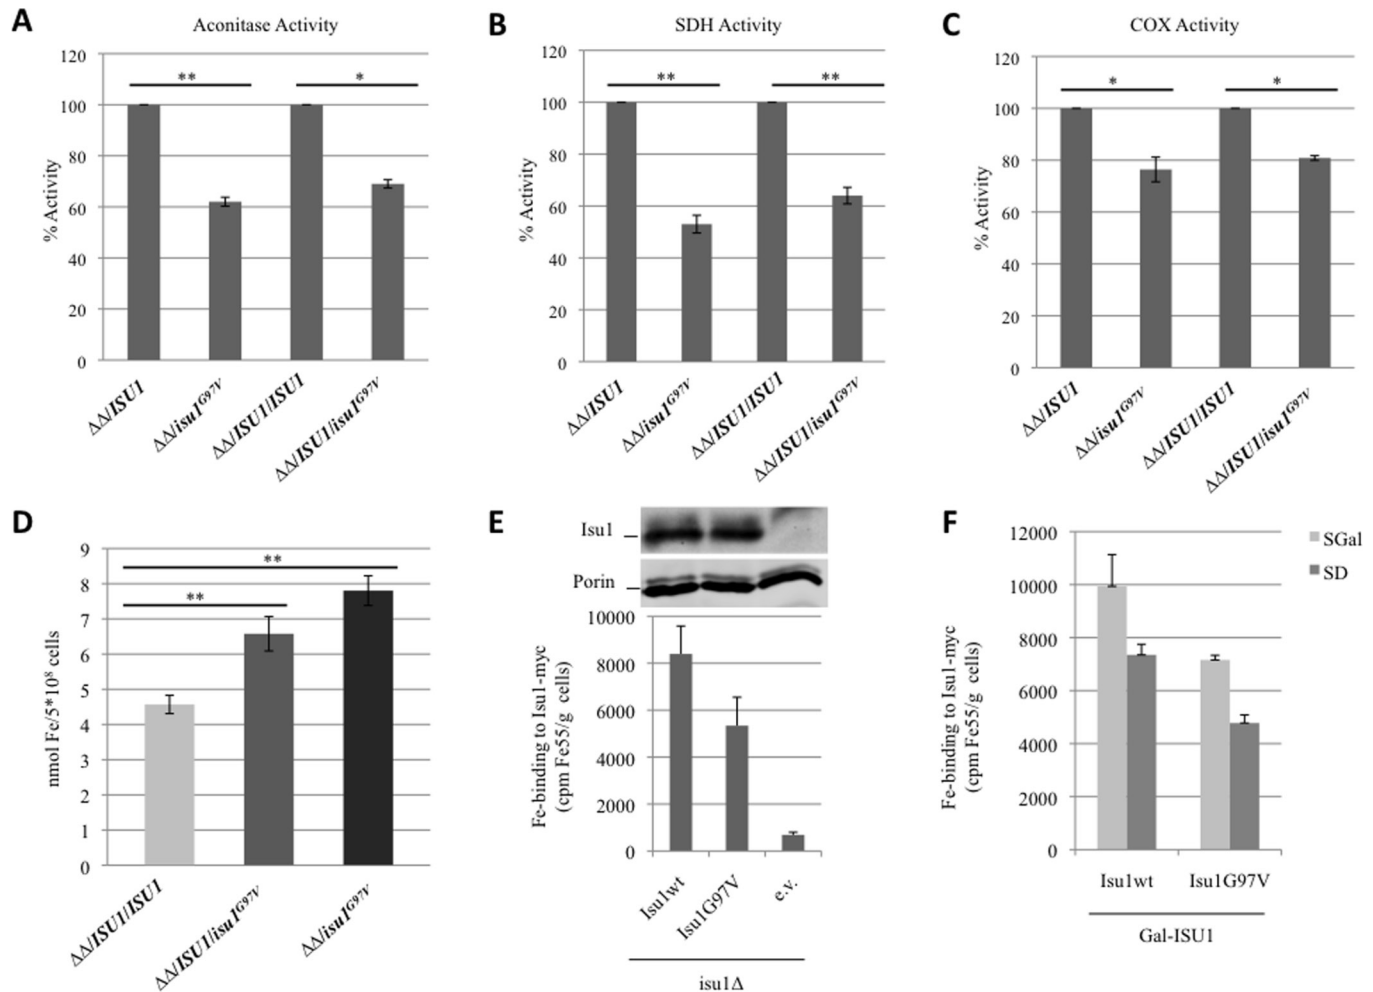 A
Aconitase Activity
120
100
80
60
40
20
0
% Activity
**
*
ΔΔ/ISU1
ΔΔ/isu1G97V
ΔΔ/ISU1/ISU1
ΔΔ/ISU1/isu1G97V
B
SDH Activity
120
100
80
60
40
20
0
% Activity
**
**
ΔΔ/ISU1
ΔΔ/isu1G97V
ΔΔ/ISU1/ISU1
ΔΔ/ISU1/isu1G97V
C
COX Activity
120
100
80
60
40
20
0
% Activity
*
*
ΔΔ/ISU1
ΔΔ/isu1G97V
ΔΔ/ISU1/ISU1
ΔΔ/ISU1/isu1G97V
D
9
8
7
6
5
4
3
2
1
0
nmol Fe/5*10⁸ cells
**
**
ΔΔ/ISU1/ISU1
ΔΔ/ISU1/isu1G97V
ΔΔ/isu1G97V
E
Isu1
Porin
10000
8000
6000
4000
2000
0
Fe-binding to Isu1-myc
(cpm Fe55/g cells)
Isu1wt
Isu1G97V
e.v.
isu1Δ
F
12000
10000
8000
6000
4000
2000
0
Fe-binding to Isu1-myc
(cpm Fe55/g cells)
SGal
SD
Isu1wt
Isu1G97V
Gal-ISU1